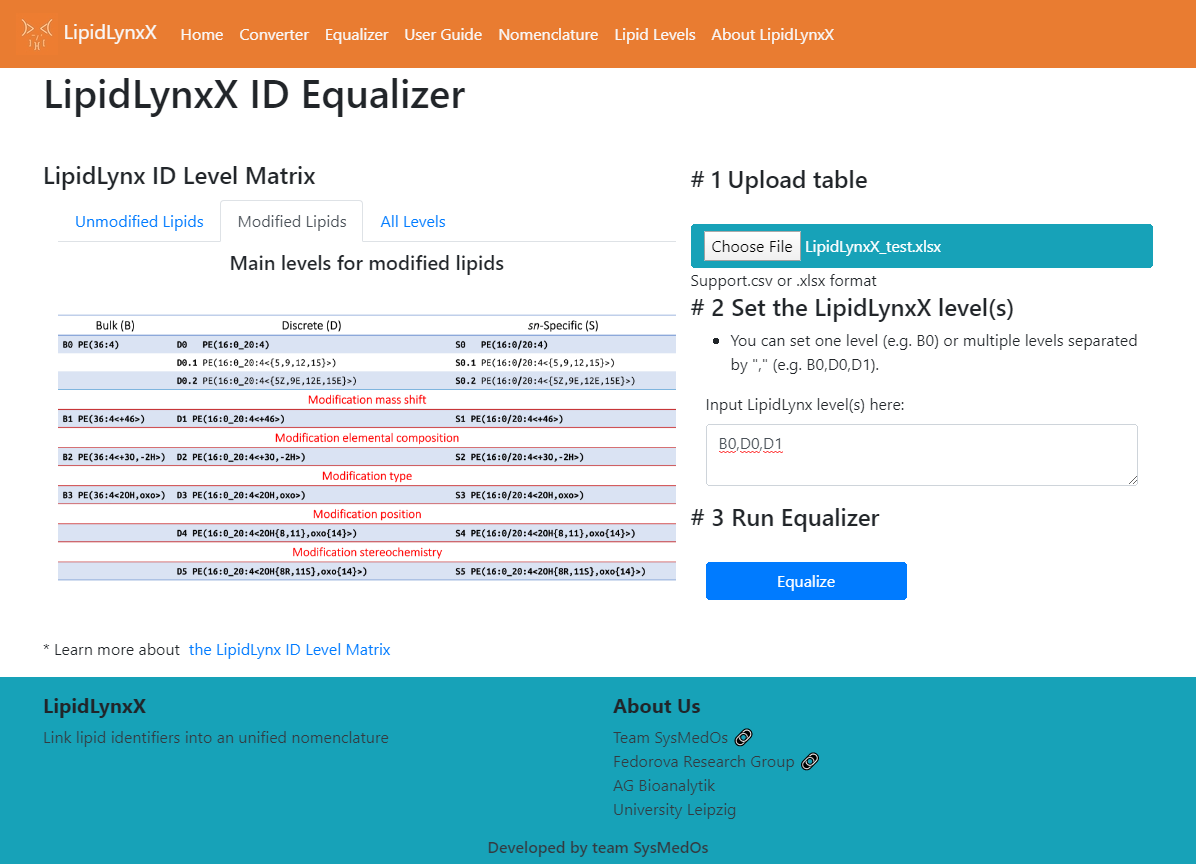 LipidLynxX Home Converter Equalizer User Guide Nomenclature Lipid Levels About LipidLynxX
LipidLynxX ID Equalizer
LipidLynx ID Level Matrix
Unmodified Lipids Modified Lipids All Levels
Main levels for modified lipids
Bulk (B) Discrete (D) sn-Specific (S)
B0 PE(36:4) D0 PE(16:0_20:4) S0 PE(16:0/20:4)
D0.1 PE(16:0_20:4<{5,9,12,15}>) S0.1 PE(16:0/20:4<{5,9,12,15}>)
D0.2 PE(16:0_20:4<{5Z,9E,12E,15E}>) S0.2 PE(16:0/20:4<{5Z,9E,12E,15E}>)
Modification mass shift
B1 PE(36:4<+46>) D1 PE(16:0_20:4<+46>) S1 PE(16:0/20:4<+46>)
Modification elemental composition
B2 PE(36:4<+3O,-2H>) D2 PE(16:0_20:4<+3O,-2H>) S2 PE(16:0/20:4<+3O,-2H>)
Modification type
B3 PE(36:4<2OH,oxo>) D3 PE(16:0_20:4<2OH,oxo>) S3 PE(16:0/20:4<2OH,oxo>)
Modification position
D4 PE(16:0_20:4<2OH{8,11},oxo{14}>) S4 PE(16:0/20:4<2OH{8,11},oxo{14}>)
Modification stereochemistry
D5 PE(16:0_20:4<2OH{8R,11S},oxo{14}>) S5 PE(16:0/20:4<2OH{8R,11S},oxo{14}>)
* Learn more about the LipidLynx ID Level Matrix
# 1 Upload table
Choose File LipidLynxX_test.xlsx
Support.csv or .xlsx format
# 2 Set the LipidLynxX level(s)
• You can set one level (e.g. B0) or multiple levels separated
by "," (e.g. B0,D0,D1).
Input LipidLynx level(s) here:
B0,D0,D1
# 3 Run Equalizer
Equalize
LipidLynxX
Link lipid identifiers into an unified nomenclature
About Us
Team SysMedOs
Fedorova Research Group
AG Bioanalytik
University Leipzig
Developed by team SysMedOs